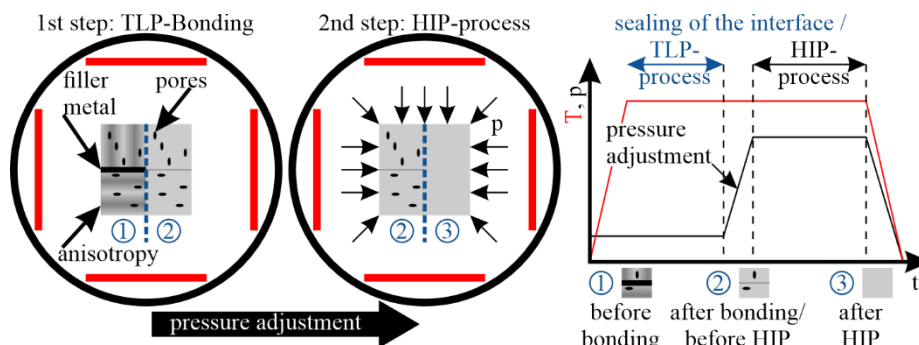 1st step: TLP-Bonding
filler
metal
pores
anisotropy
① ②
2nd step: HIP-process
p
② ③
pressure adjustment
sealing of the interface /
TLP-
process
HIP-
process
T, p
pressure
adjustment
t
① ② ③
before
bonding
after bonding/
before HIP
after
HIP